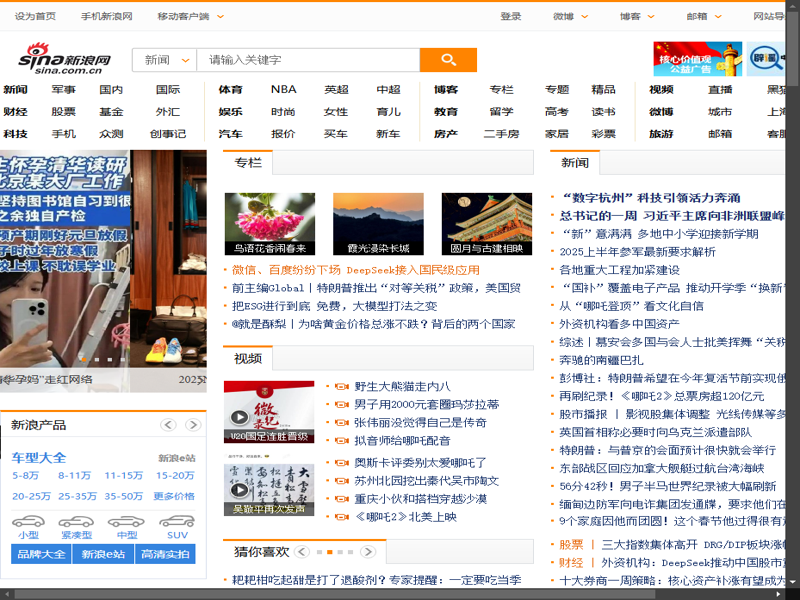 设为首页 手机新浪网 移动客户端 登录 微博 博客 邮箱 网站导
sina新浪网
sina.com.cn
新闻 请输入关键字
核心价值观
公益广告
辟谣
新闻 军事 国内 国际 体育 NBA 英超 中超 博客 专栏 专题 精品 视频 直播
财经 股票 基金 外汇 娱乐 时尚 女性 育儿 教育 留学 高考 读书 微博 城市 上海
科技 手机 众测 创事记 汽车 报价 买车 新车 房产 二手房 家居 彩票 旅游 邮箱 客服
怀孕清华读研
北京某大厂工作
坚持图书馆自习到很
之余独自产检
预产期刚好元旦放假
子时过年放寒假
校上课不耽误学业
清华孕妈”走红网络 2025
新浪产品
车型大全 新浪e站
5-8万 8-11万 11-15万 15-20万
20-25万 25-35万 35-50万 更多价格
小型 紧凑型 中型 SUV
品牌大全 新浪e站 高清实拍
专栏
鸟语花香闹春来 霞光漫染长城 圆月与古建相映
微信、百度纷纷下场 DeepSeek接入国民级应用
前主编Global｜特朗普推出“对等关税”政策，美国贸
把ESG进行到底 免费，大模型打法之变
@就是酥梨｜为啥黄金价格总涨不跌？背后的两个国家
视频
微录记
U20国足连胜晋级
吴敬平再次发声
野生大熊猫走内八
男子用2000元套圈玛莎拉蒂
张伟丽没觉得自己是传奇
拟音师给哪吒配音
奥斯卡评委别太爱哪吒了
苏州北园挖出秦代吴市陶文
重庆小伙和搭档穿越沙漠
《哪吒2》北美上映
猜你喜欢
耙耙柑吃起甜是打了退酸剂？专家提醒：一定要吃当季
新闻
“数字杭州”科技引领活力奔涌
总书记的一周 习近平主席向非洲联盟峰
“新”意满满 多地中小学迎接新学期
2025上半年参军最新要求解析
各地重大工程加紧建设
“国补”覆盖电子产品 推动开学季“换新
从“哪吒登顶”看文化自信
外资机构看多中国资产
综述｜慕安会多国与会人士批美挥舞“关税
奔驰的南疆巴扎
彭博社：特朗普希望在今年复活节前实现俄
再刷纪录！《哪吒2》总票房超120亿元
股市播报 | 影视股集体调整 光线传媒等多
英国首相称必要时向乌克兰派遣部队
特朗普：与普京的会面预计很快就会举行
东部战区回应加拿大舰艇过航台湾海峡
56分42秒！男子半马世界纪录被大幅刷新
缅甸边防军向电诈集团发通牒，要求他们在
9个家庭因他而团圆！这个春节他过得很有
股票 | 三大指数集体高开 DRG/DIP板块涨幅
财经 | 外资机构：DeepSeek推动中国股市重
十大券商一周策略：核心资产补涨有望成为